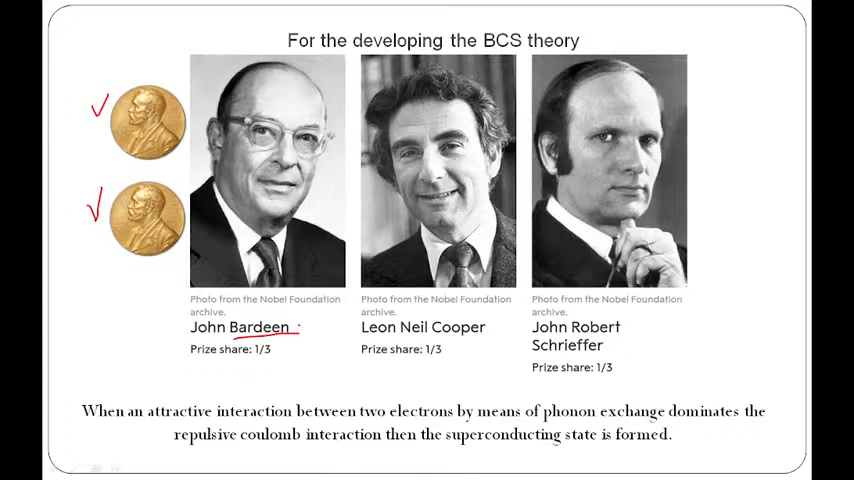 For the developing the BCS theory
Photo from the Nobel Foundation
archive.
John Bardeen
Prize share: 1/3
Photo from the Nobel Foundation
archive.
Leon Neil Cooper
Prize share: 1/3
Photo from the Nobel Foundation
archive.
John Robert
Schrieffer
Prize share: 1/3
When an attractive interaction between two electrons by means of phonon exchange dominates the
repulsive coulomb interaction then the superconducting state is formed.